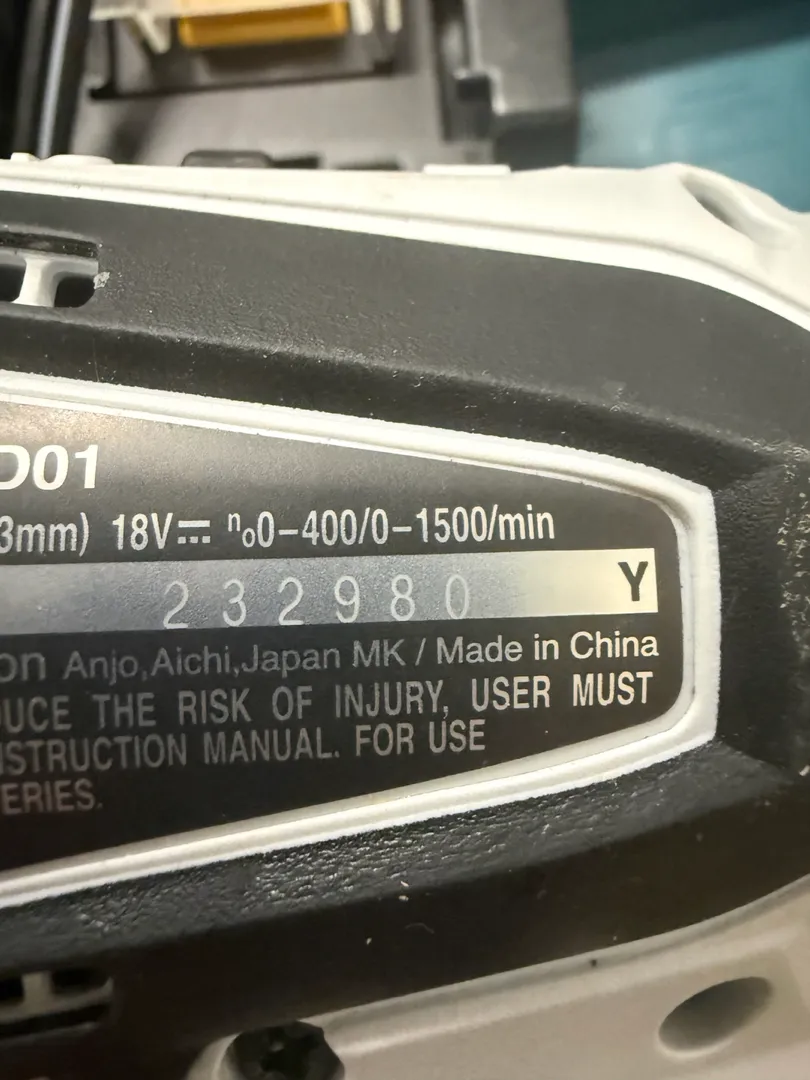 D01
3mm) 18V⎓ n₀0-400/0-1500/min
232980 Y
on Anjo,Aichi,Japan MK / Made in China
UCE THE RISK OF INJURY, USER MUST
STRUCTION MANUAL. FOR USE
ERIES.